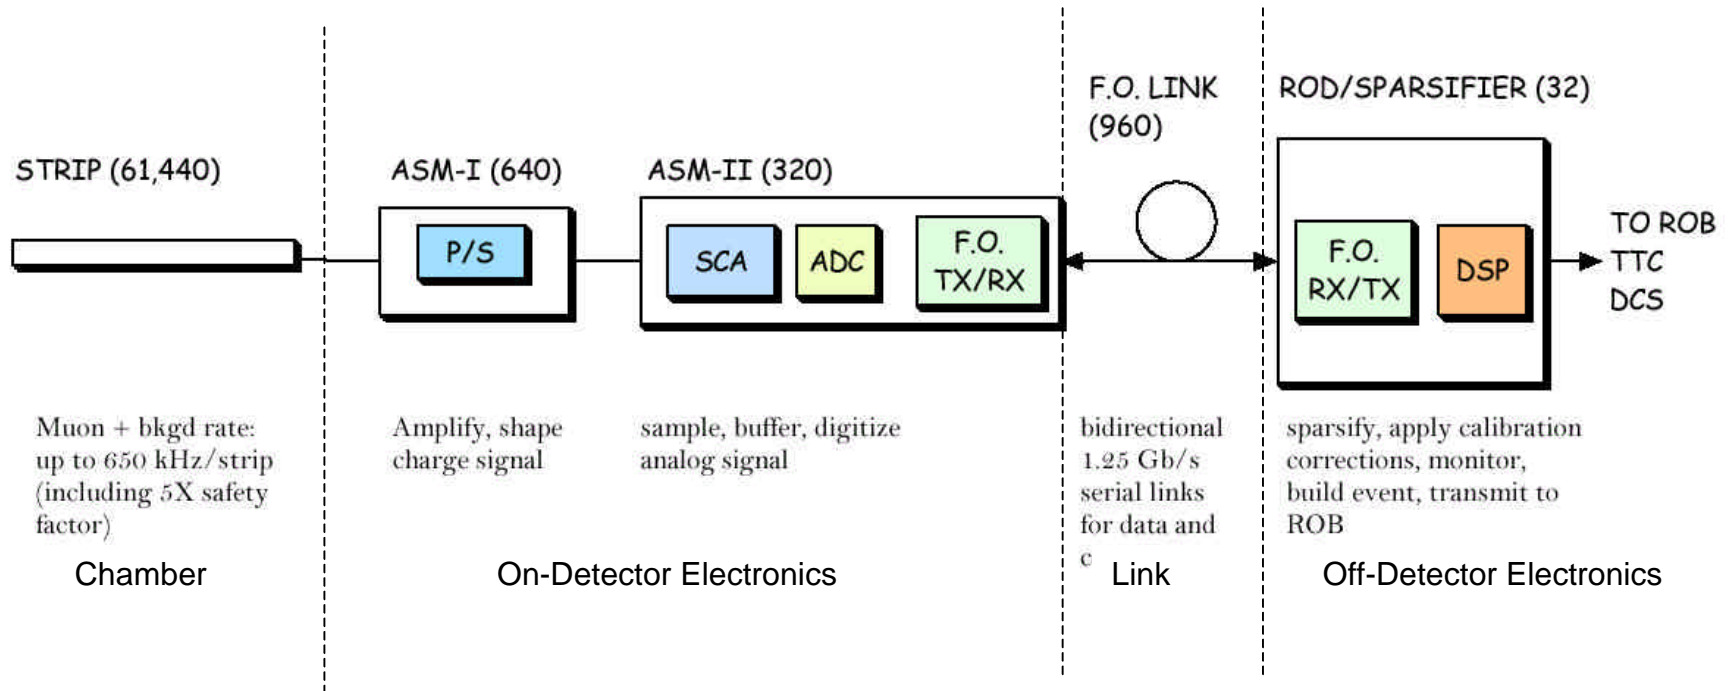 STRIP (61,440)
ASM-I (640)
P/S
ASM-II (320)
SCA
ADC
F.O.
TX/RX
F.O. LINK
(960)
ROD/SPARSIFIER (32)
F.O.
RX/TX
DSP
TO ROB
TTC
DCS
Muon + bkgd rate:
up to 650 kHz/strip
(including 5X safety
factor)
Amplify, shape
charge signal
sample, buffer, digitize
analog signal
bidirectional
1.25 Gb/s
serial links
for data and
c
sparsify, apply calibration
corrections, monitor,
build event, transmit to
ROB
Chamber
On-Detector Electronics
Link
Off-Detector Electronics